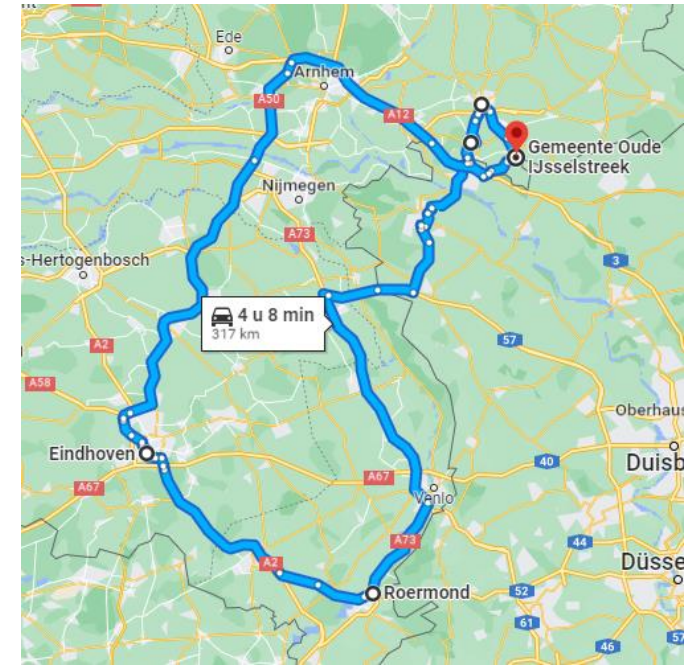 Ede
Arnhem
A50
A12
Gemeente Oude
IJsselstreek
Nijmegen
A73
s-Hertogenbosch
3
4 u 8 min
317 km
A2
57
A58
Oberhaus
Eindhoven
A67
A67
40
Duisb
Venlo
A73
44
A2
Düsse
Roermond
52
61
57
46